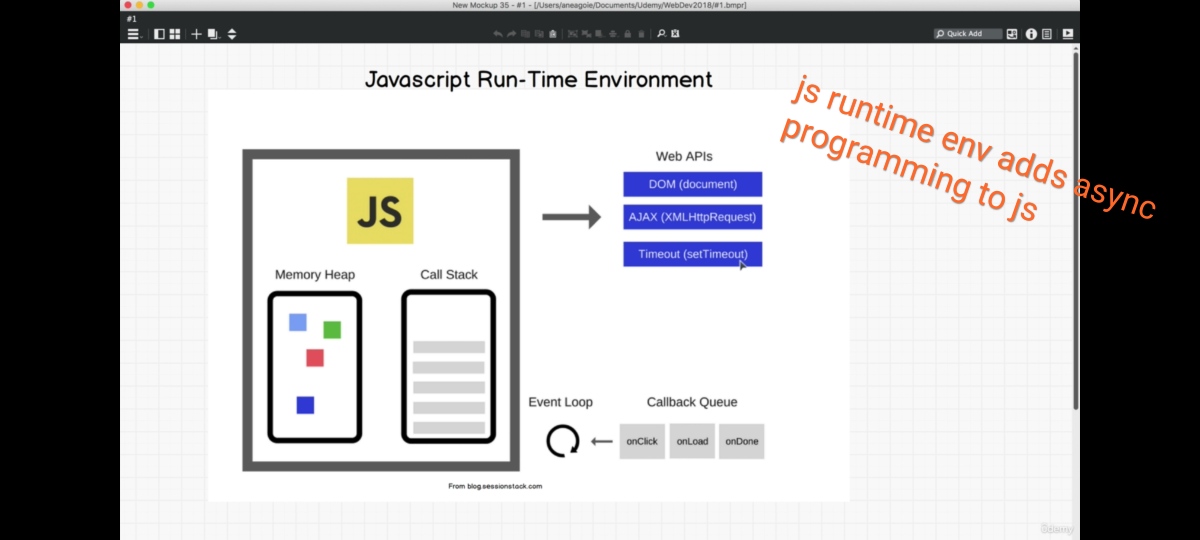 New Mockup 35 - #1 - [/Users/aneagoie/Documents/Udemy/WebDev2018/#1.bmpr]
#1
Quick Add
Javascript Run-Time Environment
js runtime env adds async
programming to js
Web APIs
DOM (document)
JS
AJAX (XMLHttpRequest)
Timeout (setTimeout)
Memory Heap
Call Stack
Event Loop
Callback Queue
onClick
onLoad
onDone
From blog.sessionstack.com
ûdemy